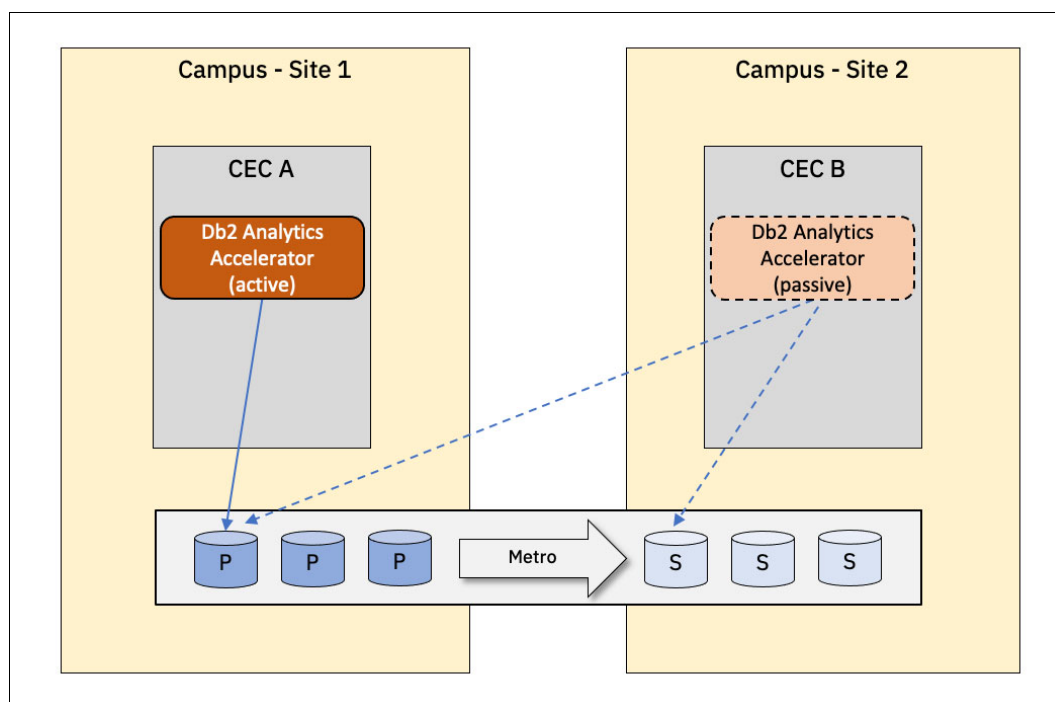 Campus - Site 1
Campus - Site 2
CEC A
CEC B
Db2 Analytics
Accelerator
(active)
Db2 Analytics
Accelerator
(passive)
P
P
P
Metro
S
S
S